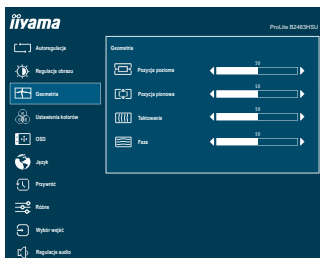 iiyama
ProLite B2483HSU
Autoregulacja
Regulacja obrazu
Geometria
Ustawienia kolorów
OSD
Język
Przywróć
Różne
Wybór wejść
Regulacja audio
Geometria
Pozycja pozioma
50
Pozycja pionowa
50
Taktowanie
50
Faza
50